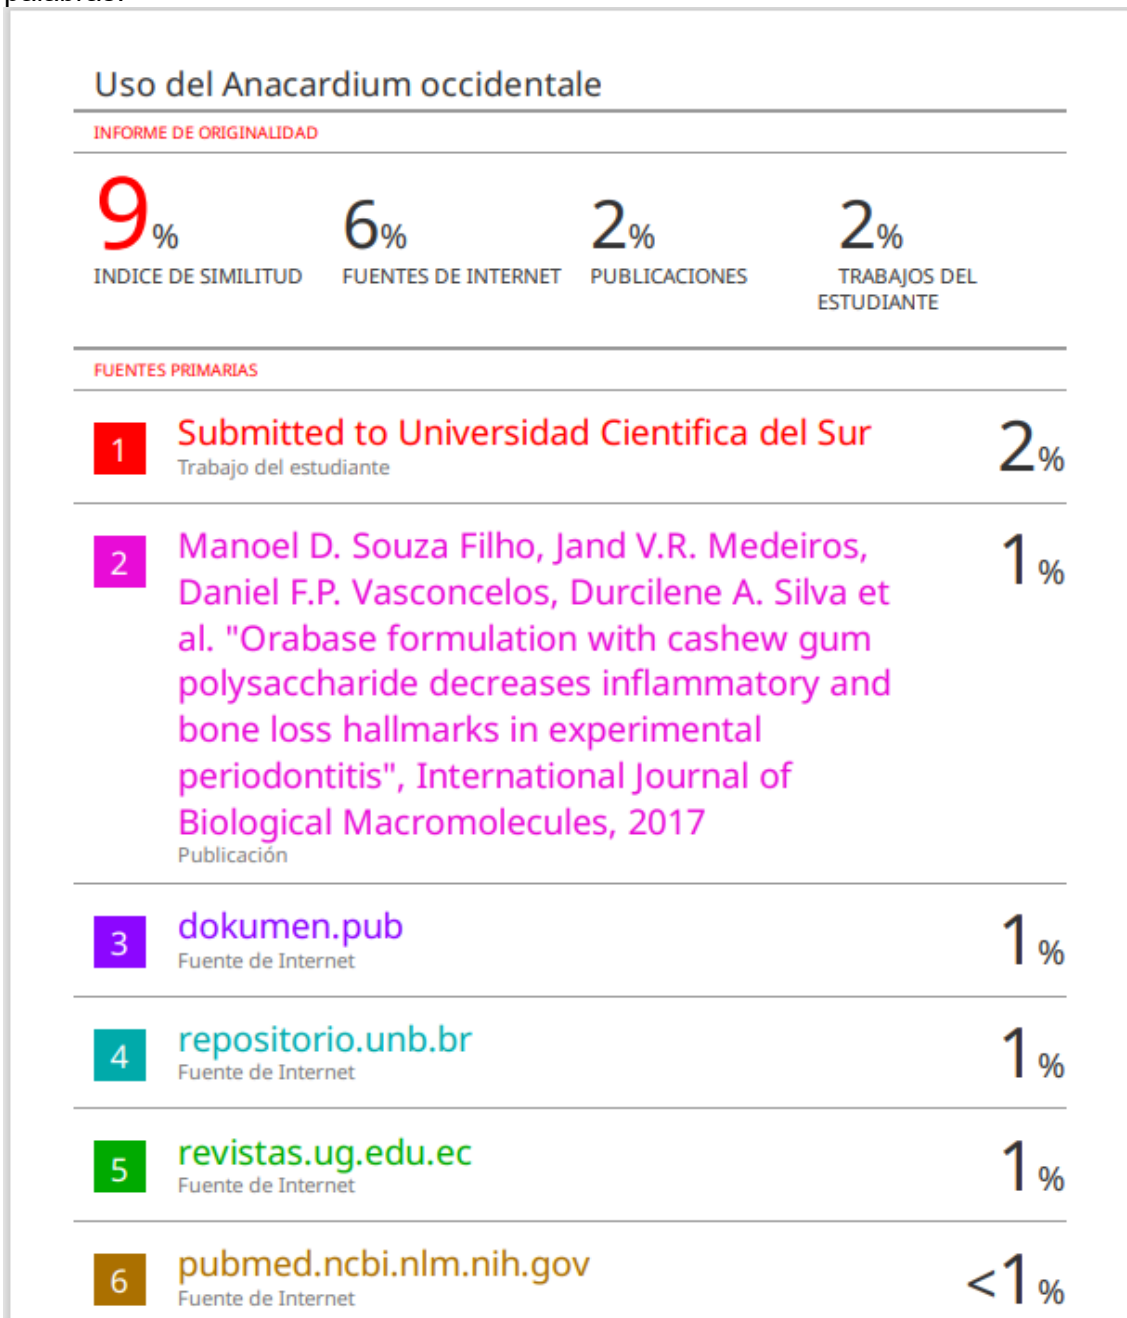 palabras.
Uso del Anacardium occidentale
INFORME DE ORIGINALIDAD
9%
6%
2%
2%
INDICE DE SIMILITUD
FUENTES DE INTERNET
PUBLICACIONES
TRABAJOS DEL
ESTUDIANTE
FUENTES PRIMARIAS
1
Submitted to Universidad Cientifica del Sur
2%
Trabajo del estudiante
2
Manoel D. Souza Filho, Jand V.R. Medeiros,
1%
Daniel F.P. Vasconcelos, Durcilene A. Silva et
al. "Orabase formulation with cashew gum
polysaccharide decreases inflammatory and
bone loss hallmarks in experimental
periodontitis", International Journal of
Biological Macromolecules, 2017
Publicación
3
dokumen.pub
1%
Fuente de Internet
4
repositorio.unb.br
1%
Fuente de Internet
5
revistas.ug.edu.ec
1%
Fuente de Internet
6
pubmed.ncbi.nlm.nih.gov
<1%
Fuente de Internet